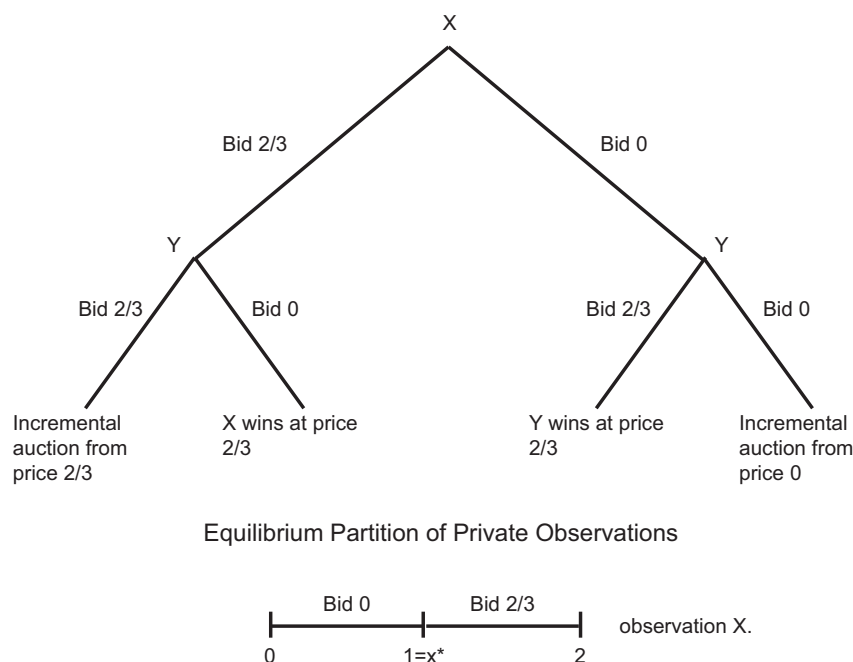 X
Bid 2/3
Bid 0
Y
Y
Bid 2/3
Bid 0
Bid 2/3
Bid 0
Incremental
auction from
price 2/3
X wins at price
2/3
Y wins at price
2/3
Incremental
auction from
price 0
Equilibrium Partition of Private Observations
Bid 0
Bid 2/3
observation X.
0
1=x*
2